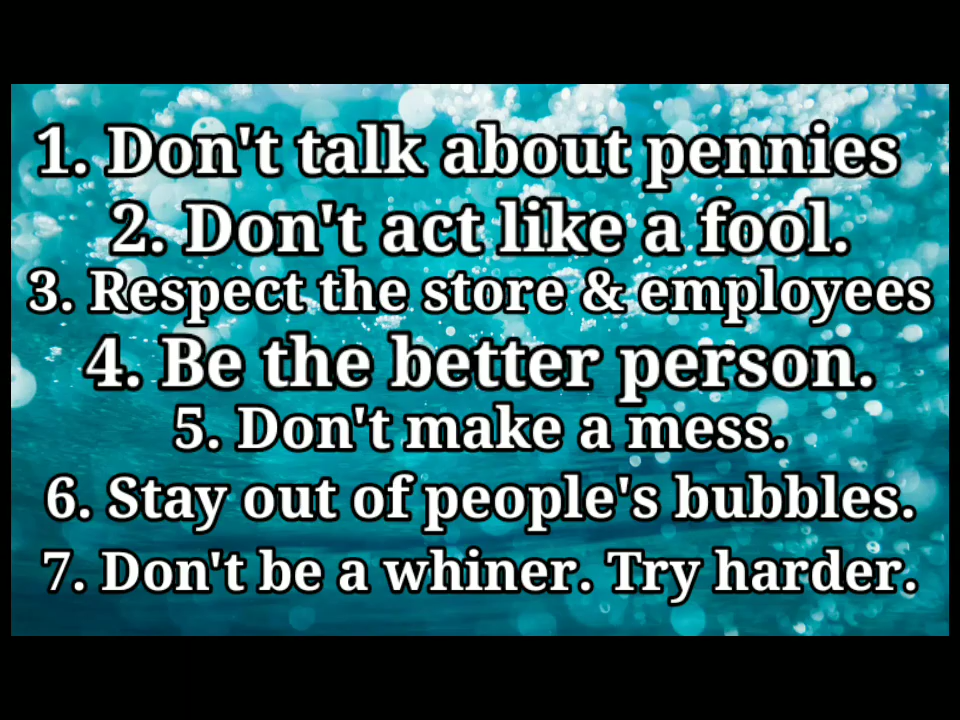 1. Don't talk about pennies
2. Don't act like a fool.
3. Respect the store & employees
4. Be the better person.
5. Don't make a mess.
6. Stay out of people's bubbles.
7. Don't be a whiner. Try harder.